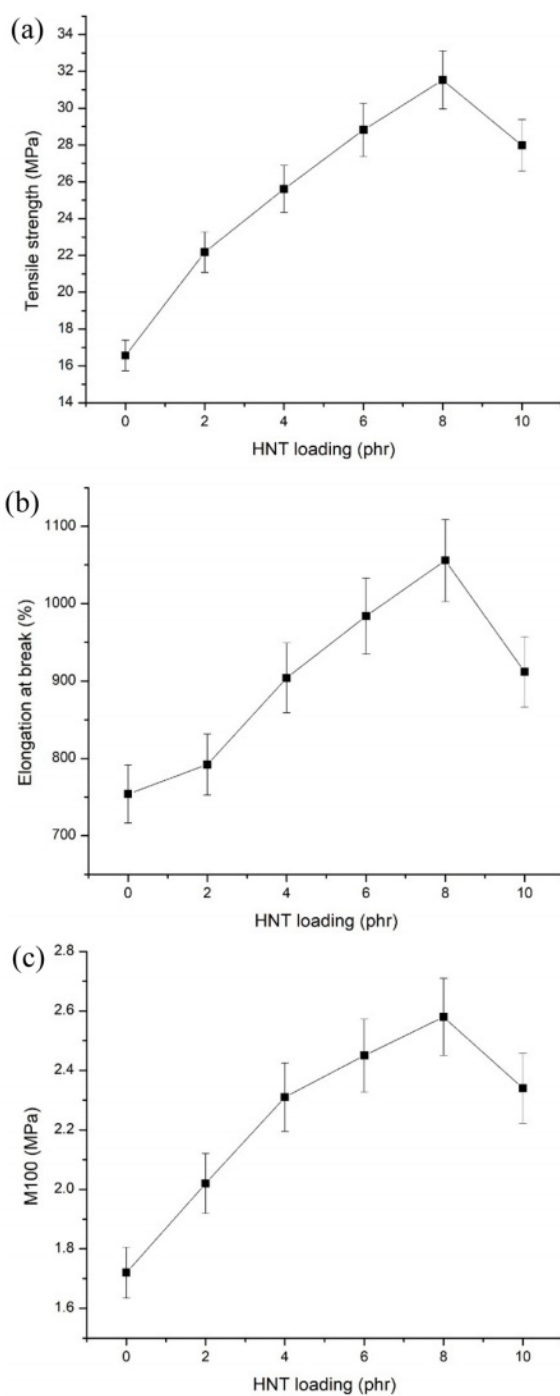 (a)
34
32
30
28
26
24
22
20
18
16
14
Tensile strength (MPa)
0 2 4 6 8 10
HNT loading (phr)
(b)
1100
1000
900
800
700
Elongation at break (%)
0 2 4 6 8 10
HNT loading (phr)
(c)
2.8
2.6
2.4
2.2
2.0
1.8
1.6
M100 (MPa)
0 2 4 6 8 10
HNT loading (phr)